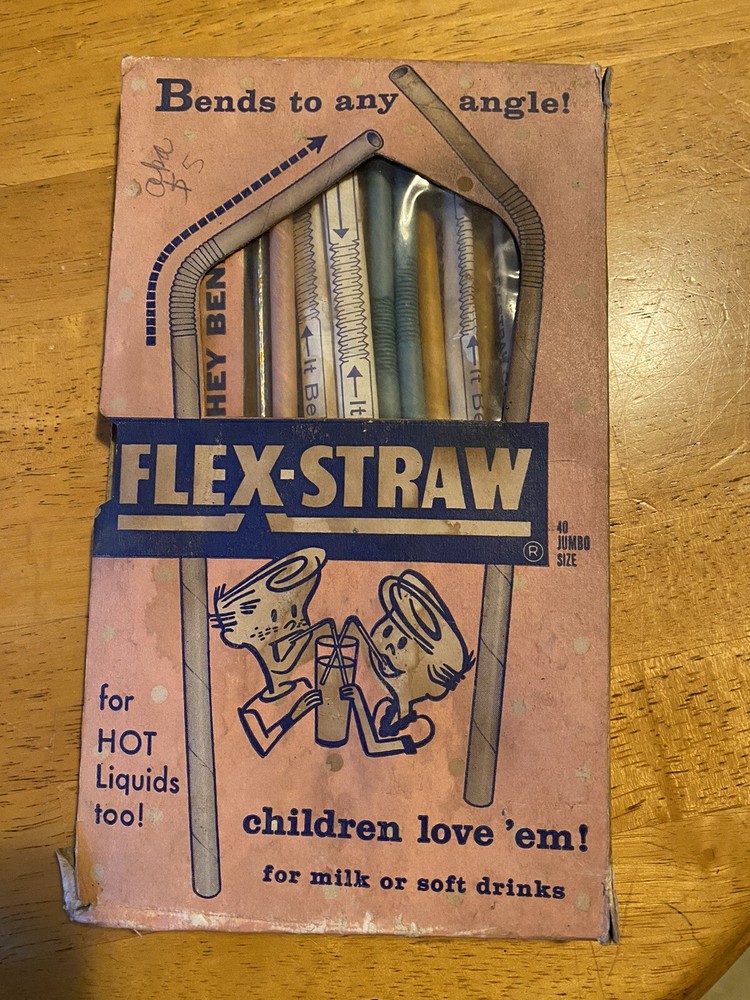 Bends to any angle!
HEY BEN
It Be
It
It Be
FLEX-STRAW
®
40
JUMBO
SIZE
for
HOT
Liquids
too!
children love 'em!
for milk or soft drinks